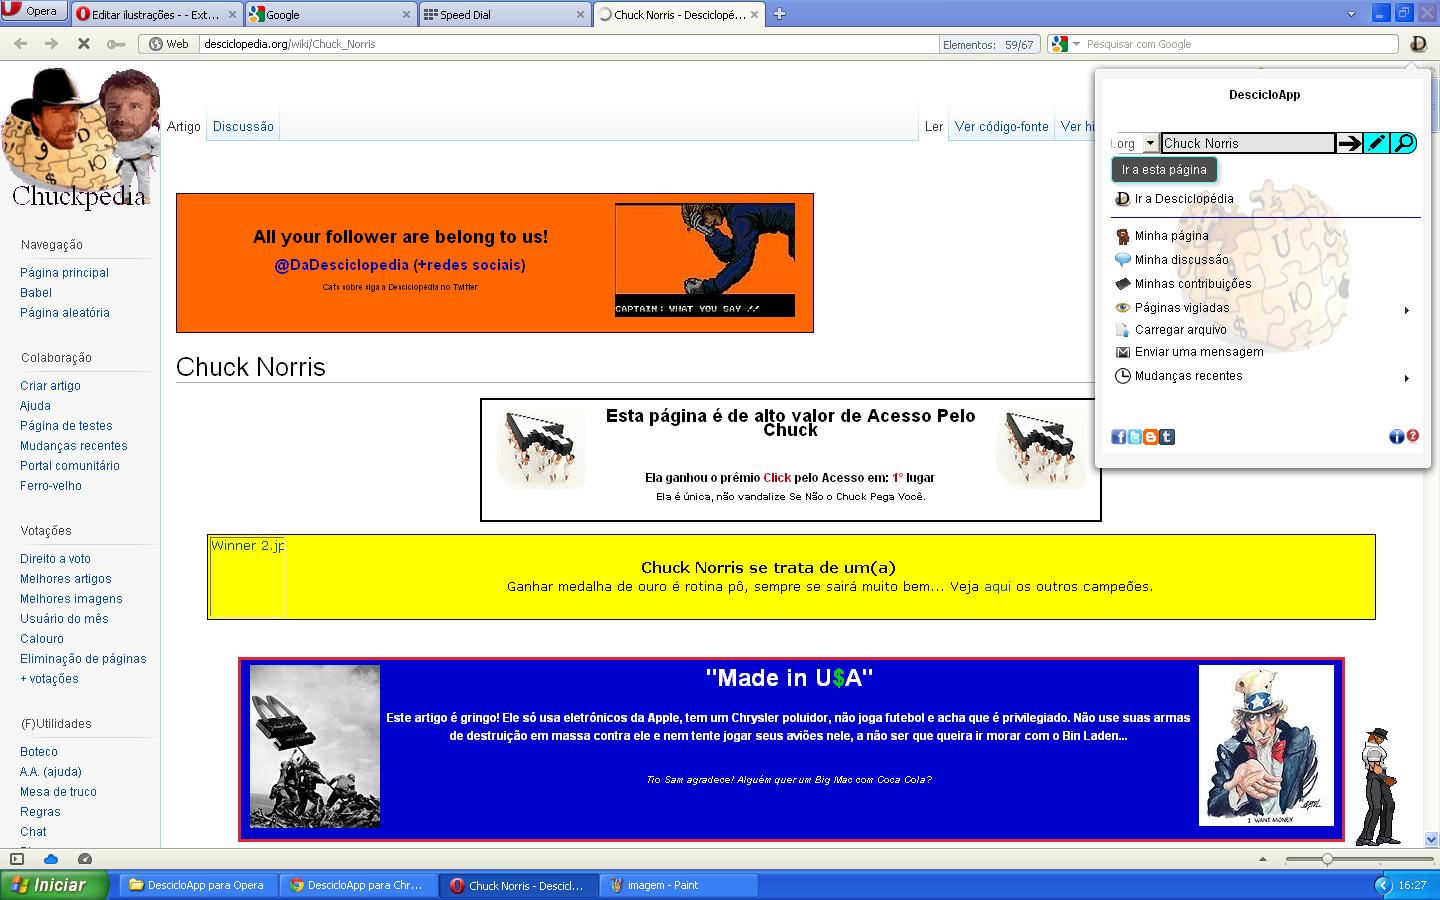 Opera
Editar ilustrações - - Ext...
Google
Speed Dial
Chuck Norris - Desciclopé...
Web
desciclopedia.org/wiki/Chuck_Norris
Elementos: 59/67
Pesquisar com Google
Chuckpédia
Artigo
Discussão
Ler
Ver código-fonte
Ver hi
All your follower are belong to us!
@DaDesciclopedia (+redes sociais)
Cats sobre siga a Desciclopédia no Twitter
CAPTAIN: WHAT YOU SAY !!
Chuck Norris
Navegação
Página principal
Babel
Página aleatória
Colaboração
Criar artigo
Ajuda
Página de testes
Mudanças recentes
Portal comunitário
Ferro-velho
Votações
Direito a voto
Melhores artigos
Melhores imagens
Usuário do mês
Calouro
Eliminação de páginas
+ votações
(F)Utilidades
Boteco
A.A. (ajuda)
Mesa de truco
Regras
Chat
Esta página é de alto valor de Acesso Pelo
Chuck
Ela ganhou o prêmio Click pelo Acesso em: 1° lugar
Ela é única, não vandalize Se Não o Chuck Pega Você.
Winner 2.jp
Chuck Norris se trata de um(a)
Ganhar medalha de ouro é rotina pô, sempre se sairá muito bem... Veja aqui os outros campeões.
"Made in U$A"
Este artigo é gringo! Ele só usa eletrônicos da Apple, tem um Chrysler poluidor, não joga futebol e acha que é privilegiado. Não use suas armas
de destruição em massa contra ele e nem tente jogar seus aviões nele, a não ser que queira ir morar com o Bin Laden...
Tio Sam agradece! Alguém quer um Big Mac com Coca Cola?
I WANT MONEY
DescicloApp
.org
Chuck Norris
Ir a esta página
Ir a Desciclopédia
Minha página
Minha discussão
Minhas contribuições
Páginas vigiadas
Carregar arquivo
Enviar uma mensagem
Mudanças recentes
Iniciar
DescicloApp para Opera
DescicloApp para Chr...
Chuck Norris - Descicl...
imagem - Paint
16:27